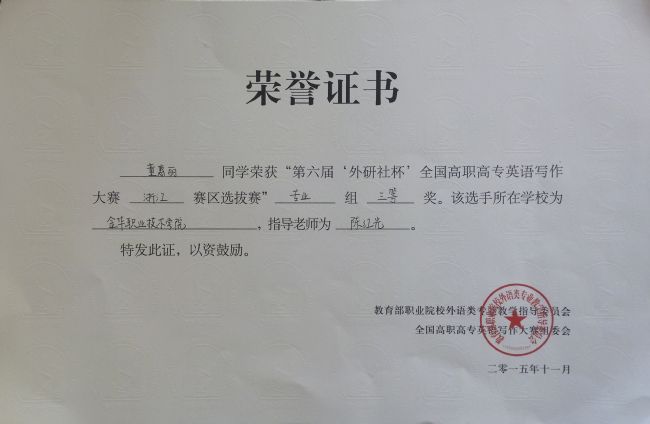 荣誉证书
董嘉丽 同学荣获“第六届‘外研社杯’全国高职高专英语写作
大赛 浙江 赛区选拔赛” 专业 组 三等 奖。该选手所在学校为
金华职业技术学院 ，指导老师为 陈江光 。
特发此证，以资鼓励。
教育部职业院校外语类专业教学指导委员会
全国高职高专英语写作大赛组委会
二零一五年十一月